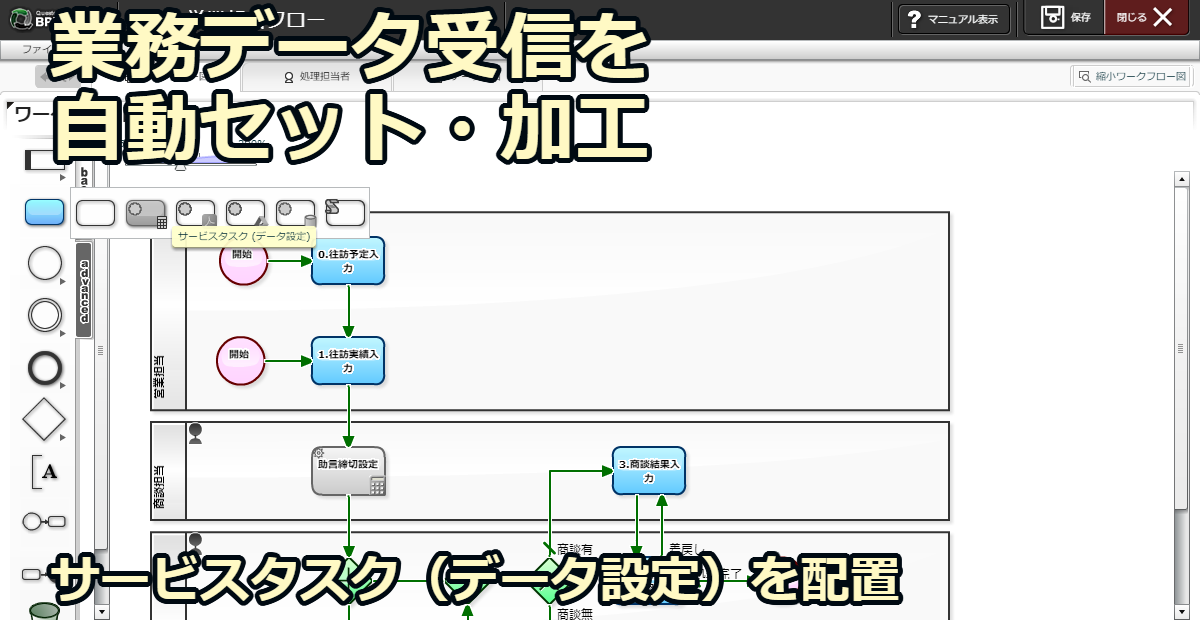 業務データ受信を
自動セット・加工
マニュアル表示
保存
閉じる
ファイ
処理担当者
縮小ワークフロー図
ワー
ba
advanced
サービスタスク (データ設定)
開始
0.往訪予定入
力
開始
1.往訪実績入
力
営業担当
助言締切設定
3.商談結果入
力
商談担当
商談有
差戻し
完了
商談無
A
サービスタスク（データ設定）を配置